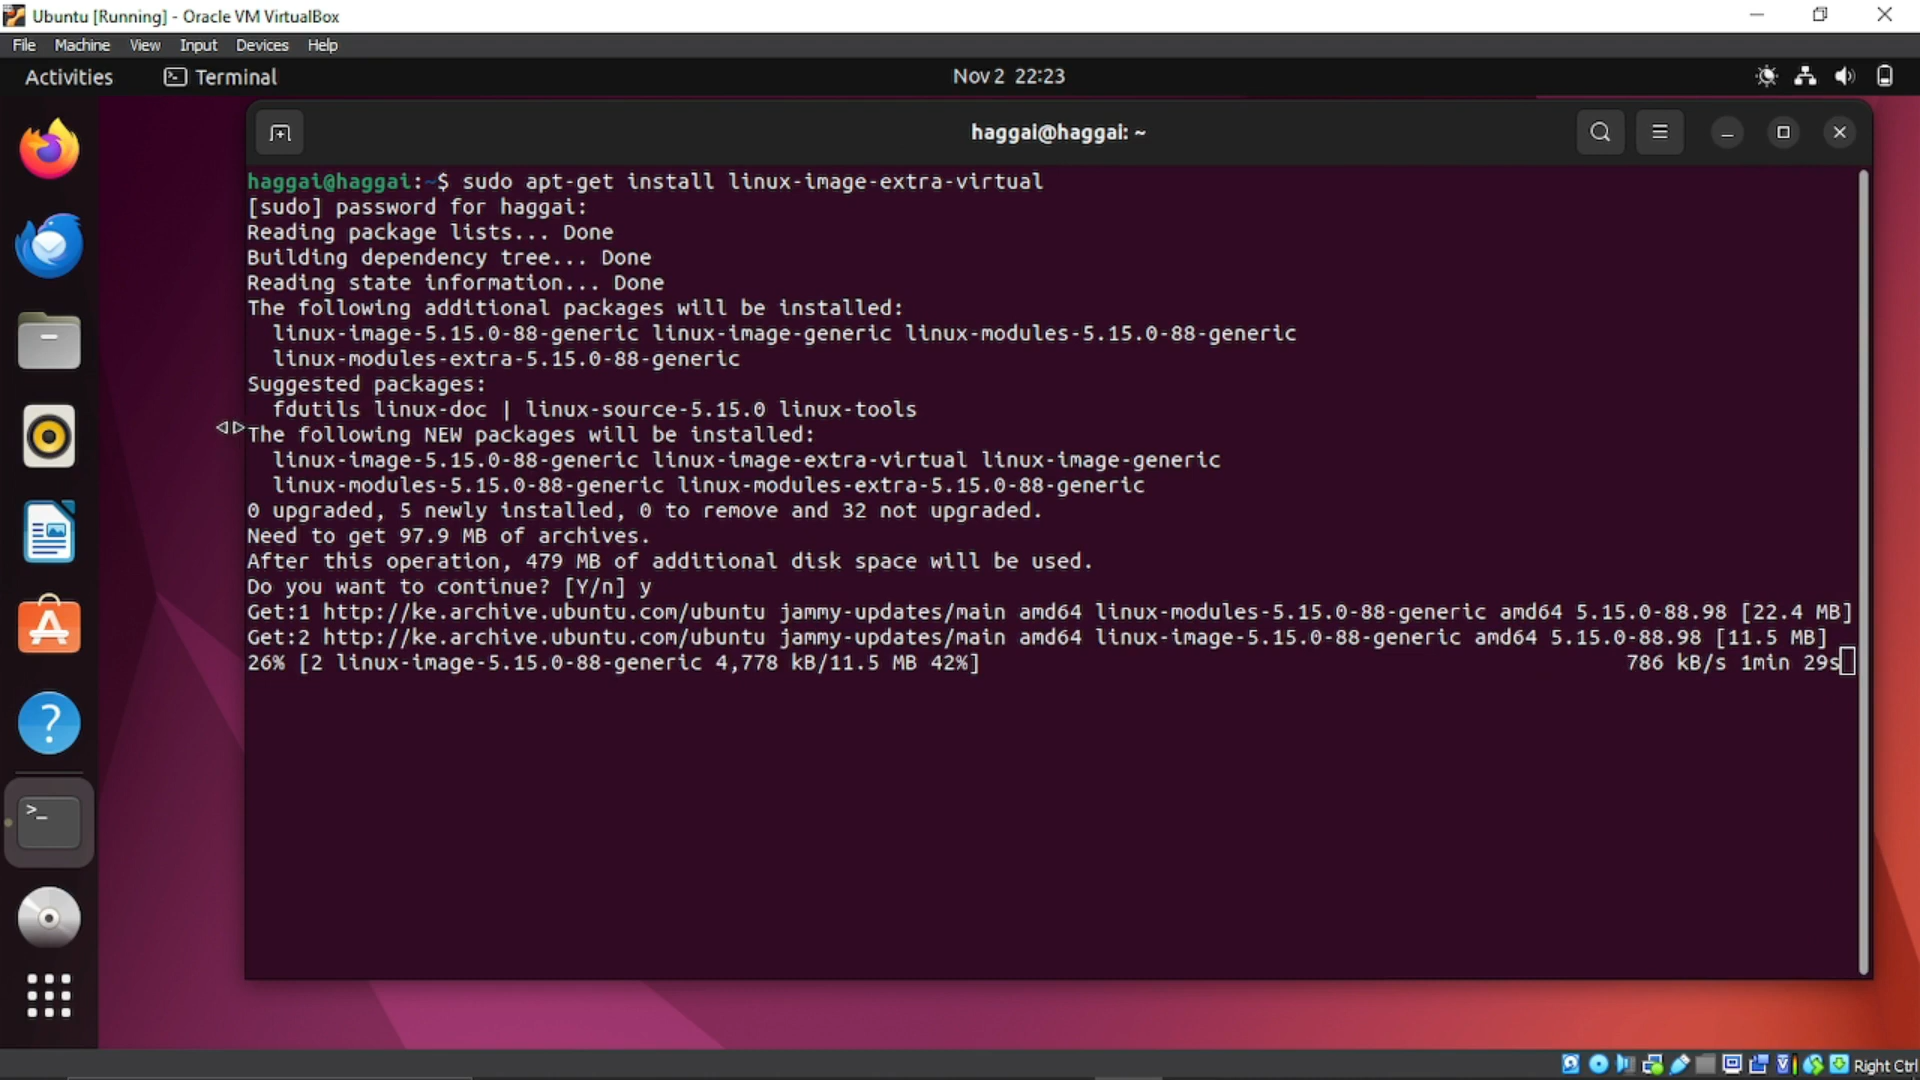 Ubuntu [Running] - Oracle VM VirtualBox
File Machine View Input Devices Help
Activities Terminal Nov 2 22:23
haggai@haggai: ~
haggai@haggai:~$ sudo apt-get install linux-image-extra-virtual
[sudo] password for haggai:
Reading package lists... Done
Building dependency tree... Done
Reading state information... Done
The following additional packages will be installed:
linux-image-5.15.0-88-generic linux-image-generic linux-modules-5.15.0-88-generic
linux-modules-extra-5.15.0-88-generic
Suggested packages:
fdutils linux-doc | linux-source-5.15.0 linux-tools
The following NEW packages will be installed:
linux-image-5.15.0-88-generic linux-image-extra-virtual linux-image-generic
linux-modules-5.15.0-88-generic linux-modules-extra-5.15.0-88-generic
0 upgraded, 5 newly installed, 0 to remove and 32 not upgraded.
Need to get 97.9 MB of archives.
After this operation, 479 MB of additional disk space will be used.
Do you want to continue? [Y/n] y
Get:1 http://ke.archive.ubuntu.com/ubuntu jammy-updates/main amd64 linux-modules-5.15.0-88-generic amd64 5.15.0-88.98 [22.4 MB]
Get:2 http://ke.archive.ubuntu.com/ubuntu jammy-updates/main amd64 linux-image-5.15.0-88-generic amd64 5.15.0-88.98 [11.5 MB]
26% [2 linux-image-5.15.0-88-generic 4,778 kB/11.5 MB 42%] 786 kB/s 1min 29s
Right Ctrl